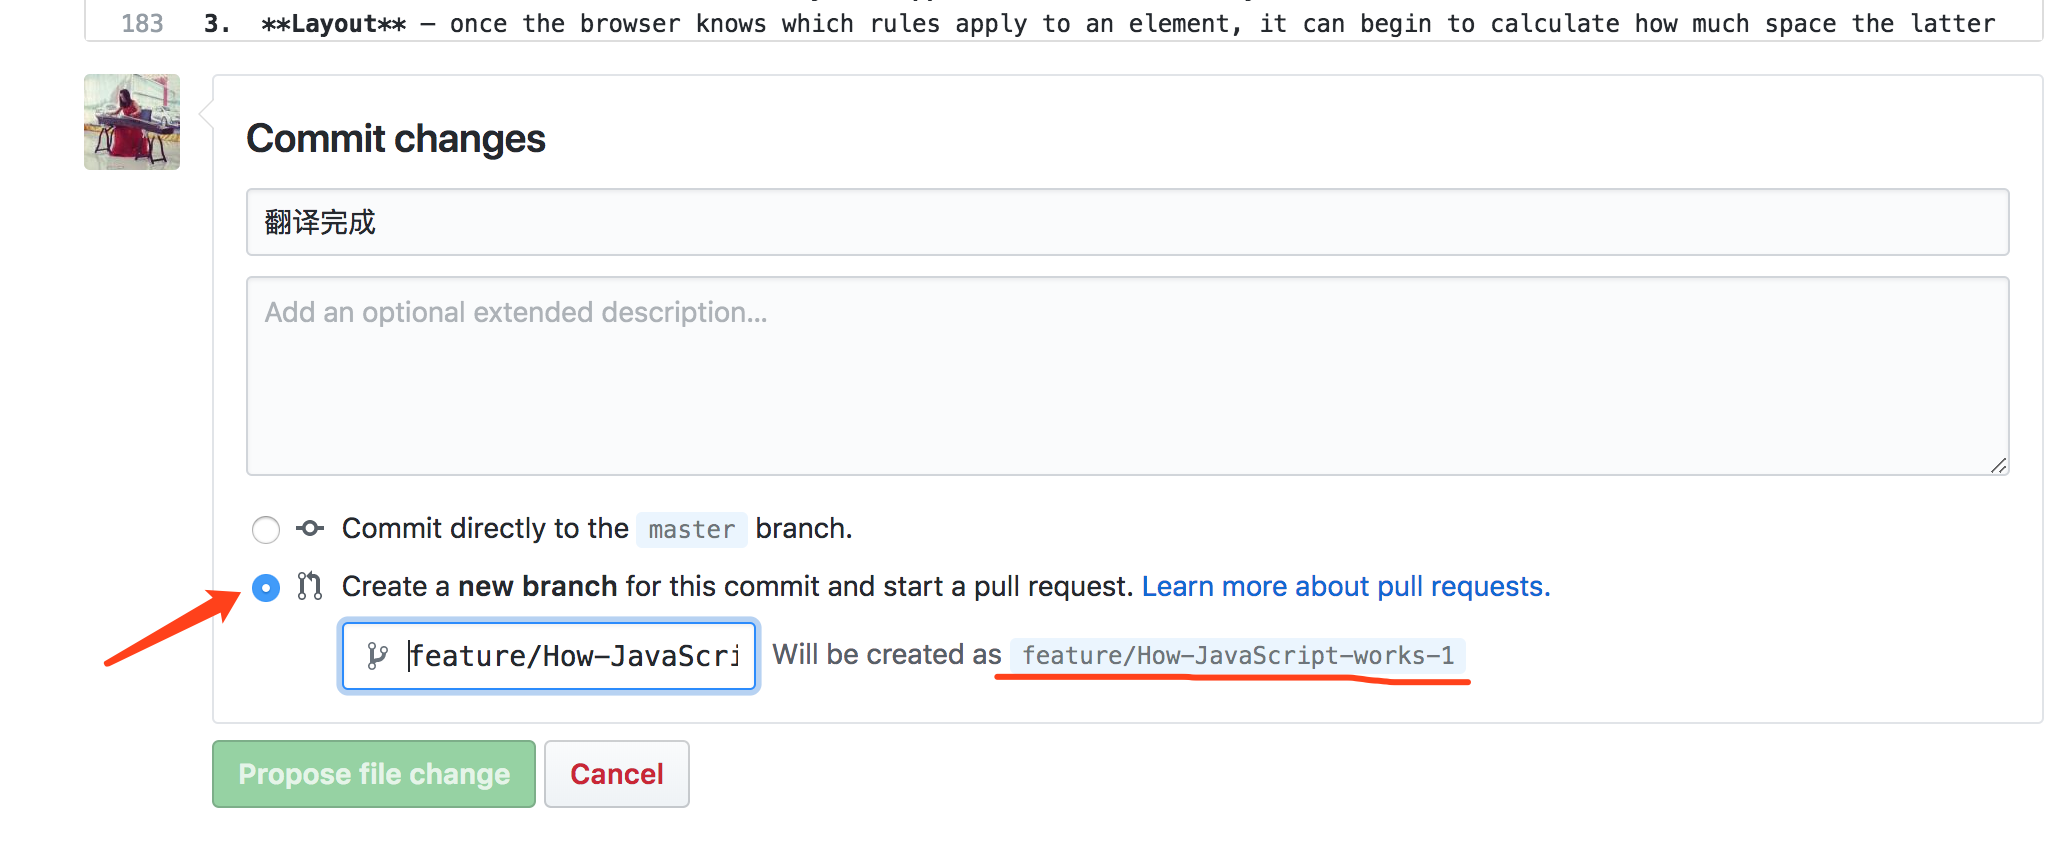 183 3. **Layout** — once the browser knows which rules apply to an element, it can begin to calculate how much space the latter
Commit changes
翻译完成
Add an optional extended description...
Commit directly to the master branch.
Create a new branch for this commit and start a pull request. Learn more about pull requests.
feature/How-JavaScri Will be created as feature/How-JavaScript-works-1
Propose file change Cancel